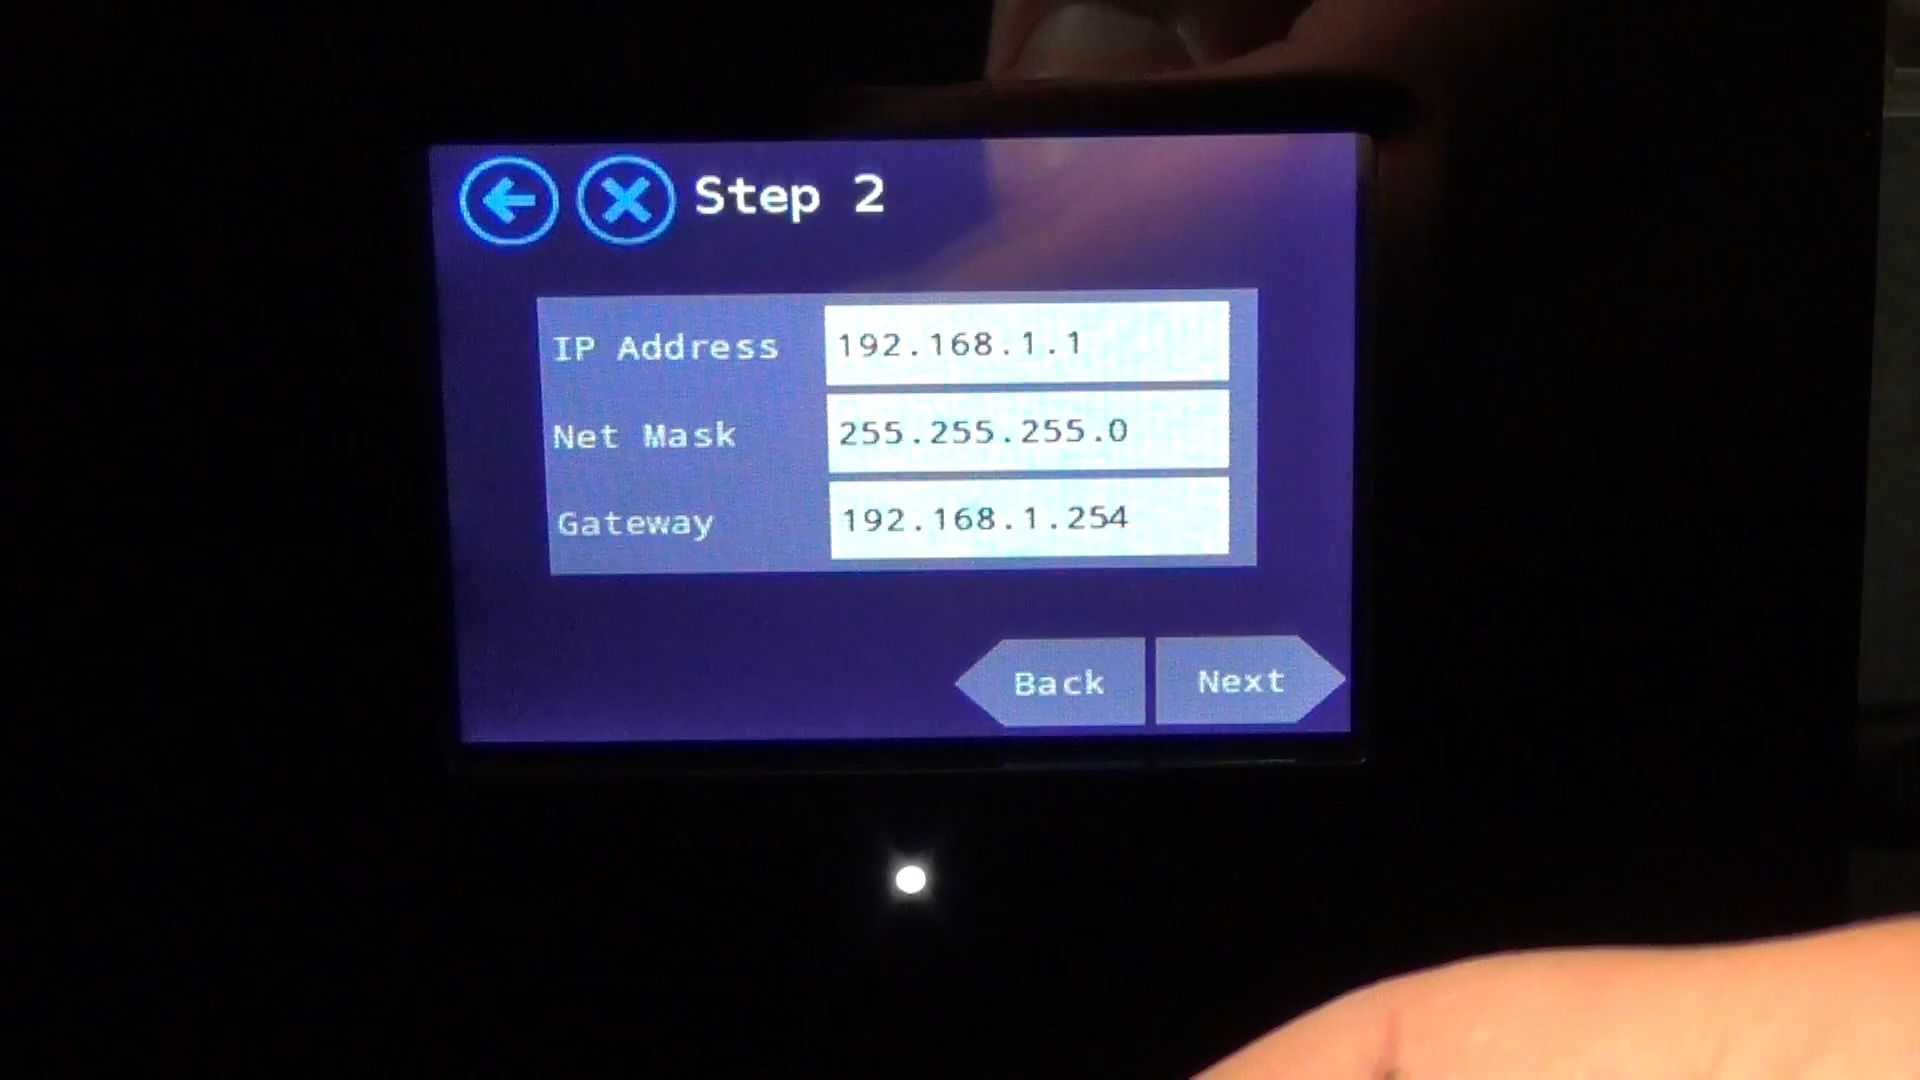 Step 2
IP Address 192.168.1.1
Net Mask 255.255.255.0
Gateway 192.168.1.254
Back Next